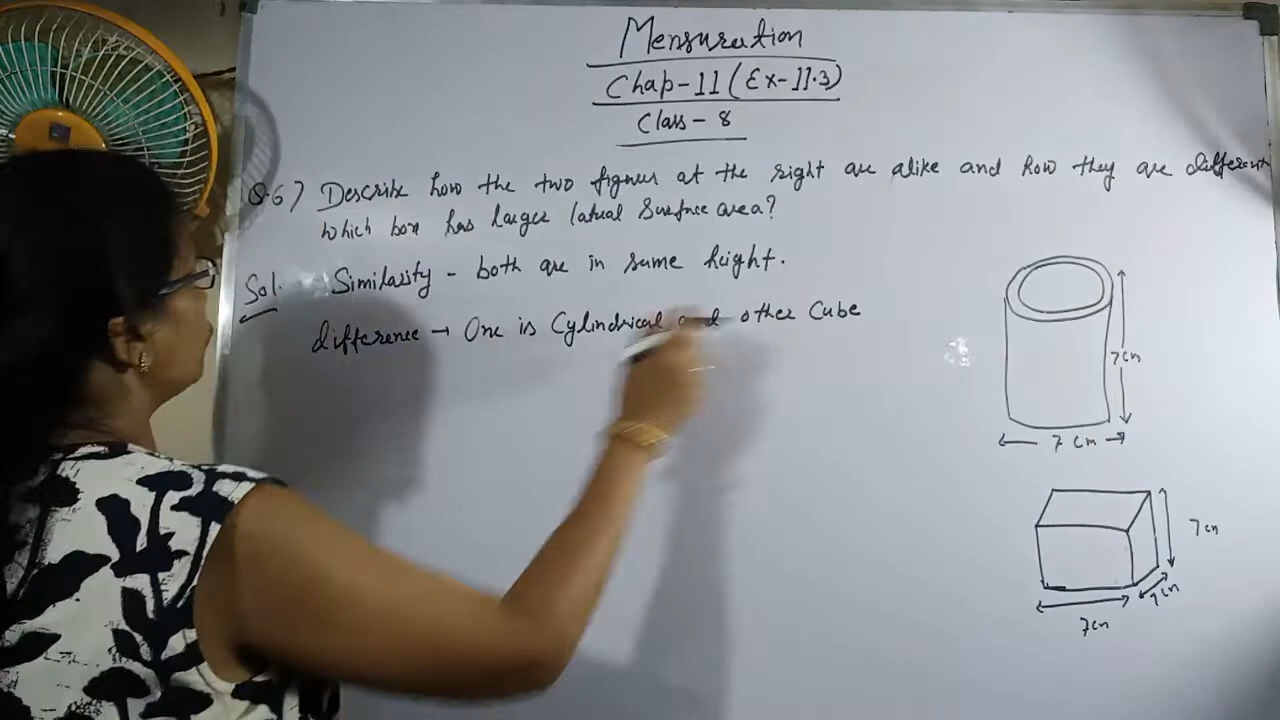 Mensuration
Chap-11 (Ex-11.3)
Class - 8
Q.6) Describe how the two figures at the right are alike and how they are different
which box has larger lateral surface area?
Sol. Similarity - both are in same height.
difference → One is Cylindrical and other Cube
7cm
7 cm
7cm
7cm
7cm